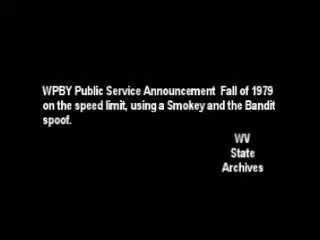 WPBY Public Service Announcement Fall of 1979
on the speed limit, using a Smokey and the Bandit
spoof.
WV
State
Archives